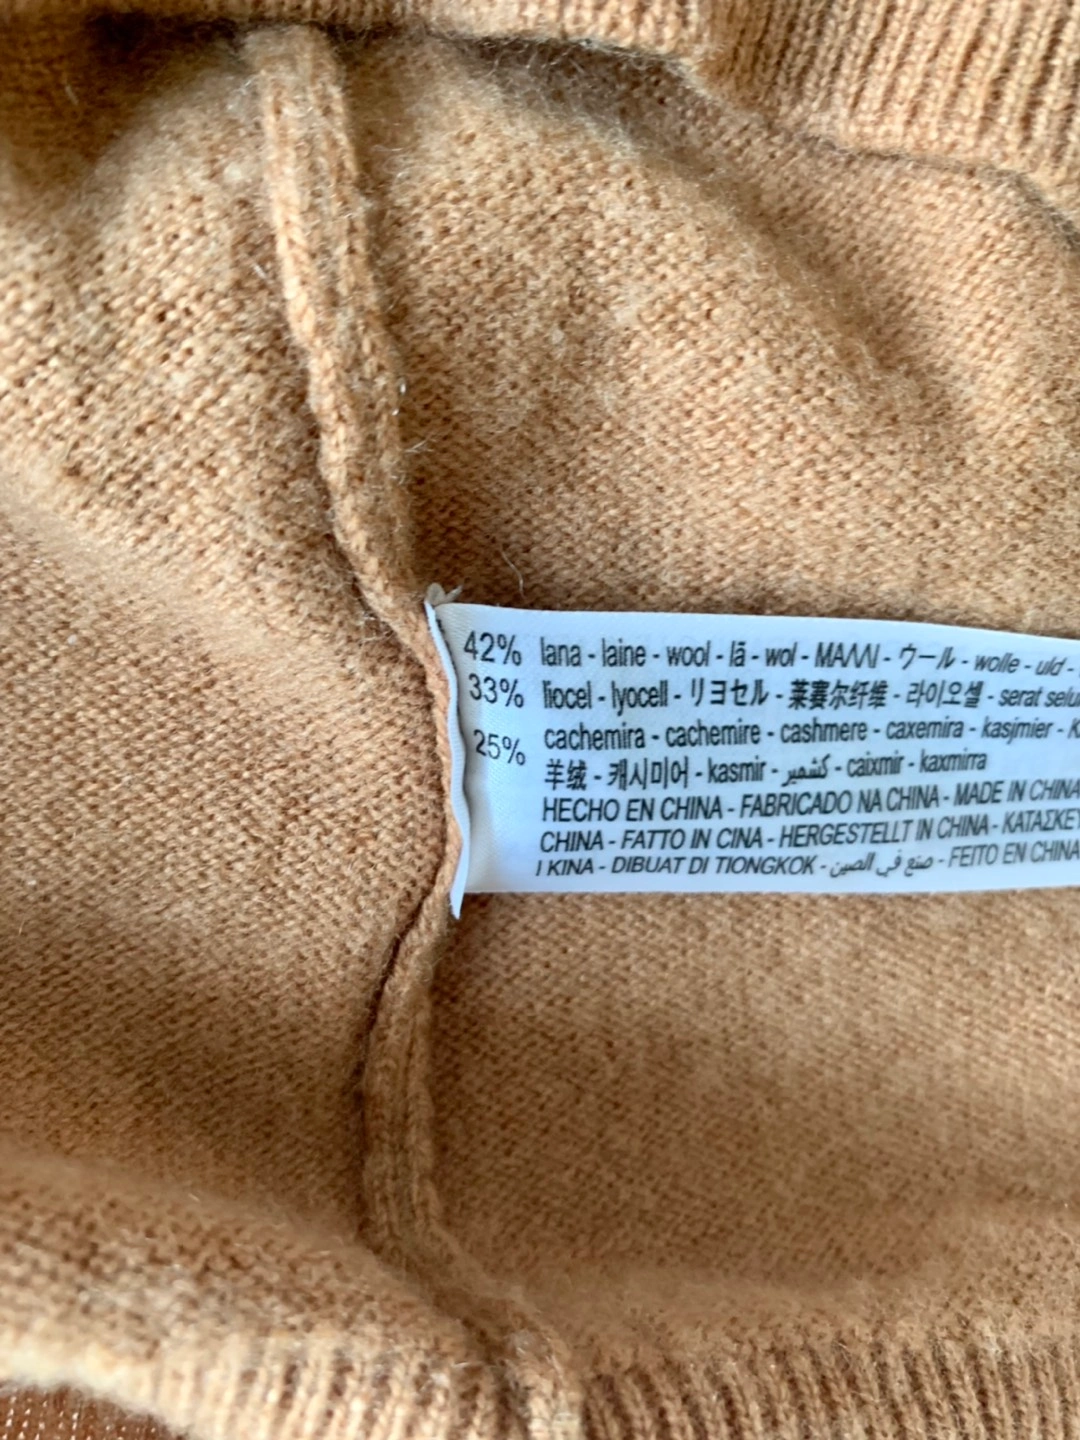 42% lana - laine - wool - lã - wol - ΜΑΛΛΙ - ウール - wolle - uld -
33% liocel - lyocell - リヨセル - 莱赛尔纤维 - 라이오셀 - serat selu
25% cachemira - cachemire - cashmere - caxemira - kasjmier - K
羊绒 - 캐시미어 - kasmir - كشمير - caixmir - kaxmirra
HECHO EN CHINA - FABRICADO NA CHINA - MADE IN CHINA
CHINA - FATTO IN CINA - HERGESTELLT IN CHINA - ΚΑΤΑΣΚΕΥ
I KINA - DIBUAT DI TIONGKOK - صنع في الصين - FEITO EN CHINA